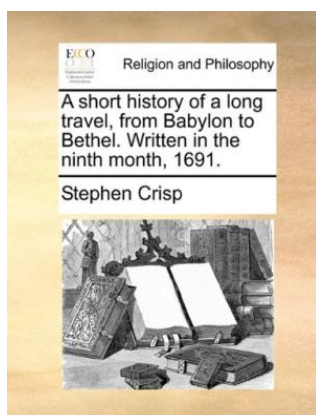 ECCO
Religion and Philosophy
A short history of a long
travel, from Babylon to
Bethel. Written in the
ninth month, 1691.
Stephen Crisp